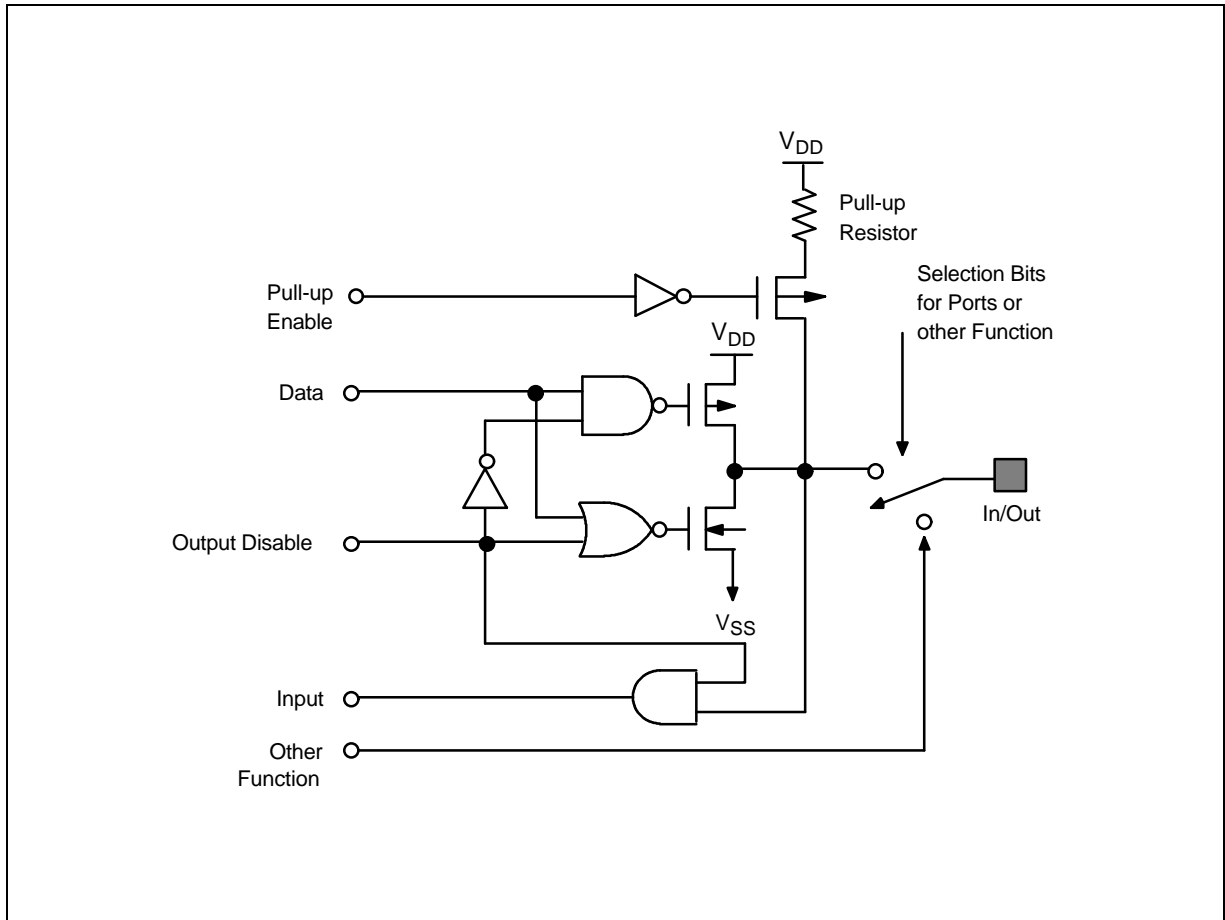 VDD
Pull-up
Resistor
Selection Bits
for Ports or
other Function
Pull-up
Enable
VDD
Data
In/Out
Output Disable
VSS
Input
Other
Function